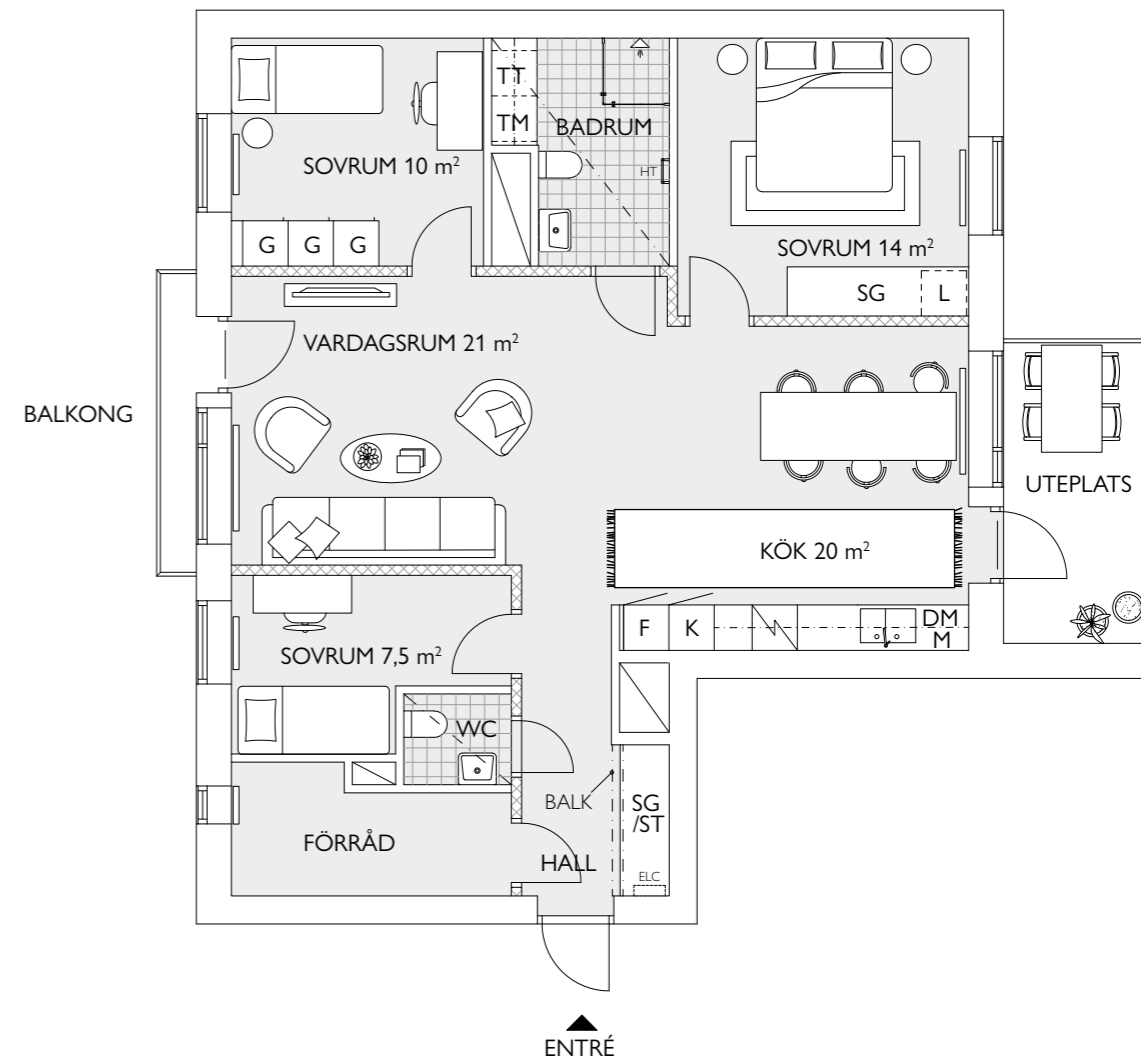 TT
TM
BADRUM
HT
SOVRUM 10 m²
G G G
SOVRUM 14 m²
SG L
VARDAGSRUM 21 m²
BALKONG
UTEPLATS
KÖK 20 m²
F K
DM
M
SOVRUM 7,5 m²
WC
BALK
SG
/ST
FÖRRÅD
HALL
ELC
ENTRÉ